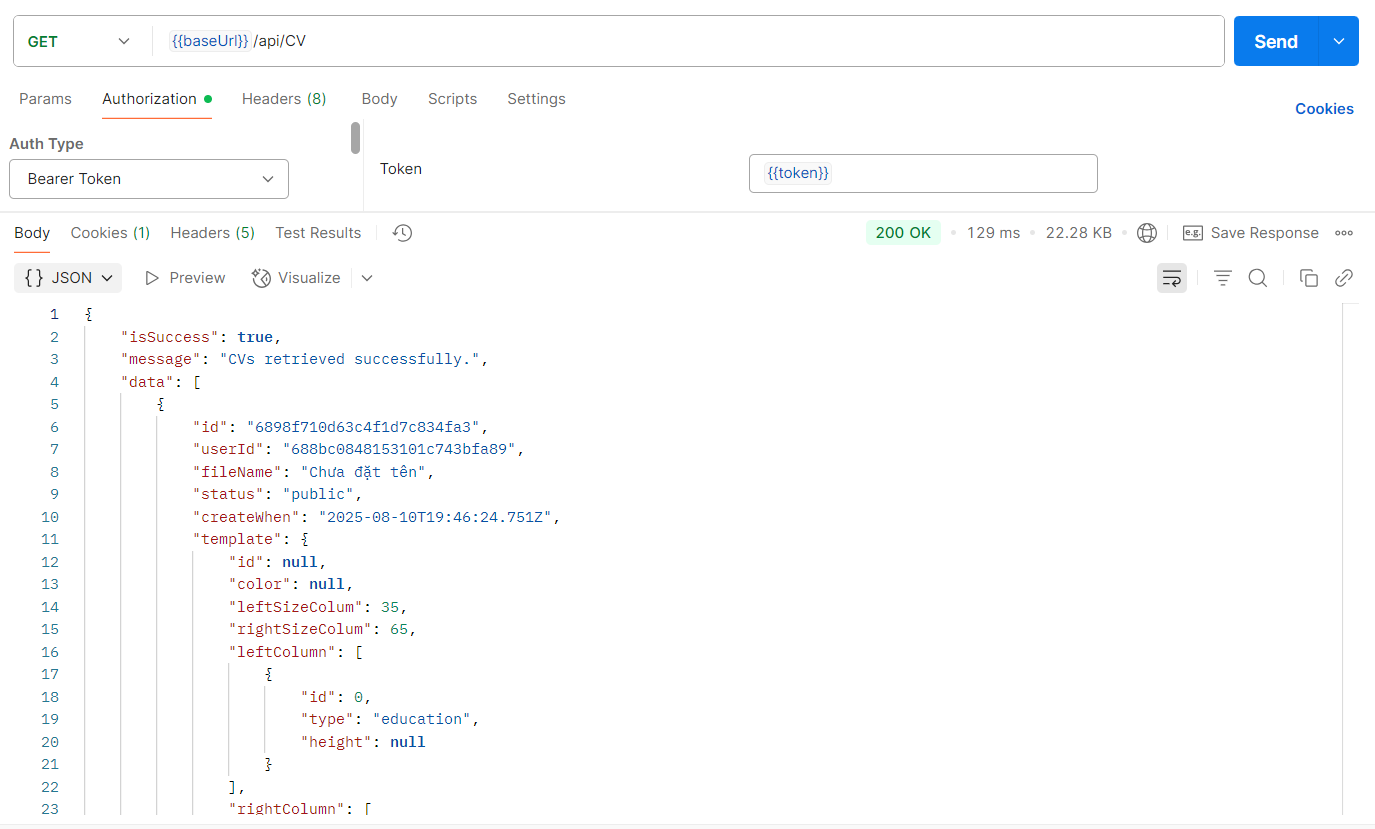 GET {{baseUrl}} /api/CV Send
Params Authorization Headers (8) Body Scripts Settings
Cookies
Auth Type
Bearer Token
Token {{token}}
Body Cookies (1) Headers (5) Test Results 200 OK 129 ms 22.28 KB e.g. Save Response
{} JSON Preview Visualize
1 {
2 "isSuccess": true,
3 "message": "CVs retrieved successfully.",
4 "data": [
5 {
6 "id": "6898f710d63c4f1d7c834fa3",
7 "userId": "688bc0848153101c743bfa89",
8 "fileName": "Chưa đặt tên",
9 "status": "public",
10 "createWhen": "2025-08-10T19:46:24.751Z",
11 "template": {
12 "id": null,
13 "color": null,
14 "leftSizeColum": 35,
15 "rightSizeColum": 65,
16 "leftColumn": [
17 {
18 "id": 0,
19 "type": "education",
20 "height": null
21 }
22 ],
23 "rightColumn": [